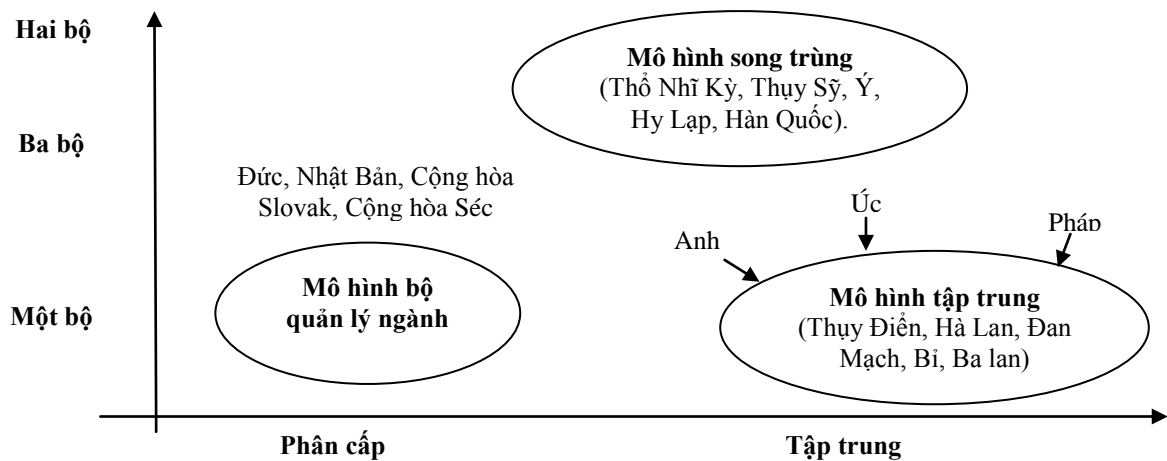 Hai bộ
Mô hình song trùng
(Thổ Nhĩ Kỳ, Thụy Sỹ, Ý,
Hy Lạp, Hàn Quốc).
Ba bộ
Đức, Nhật Bản, Cộng hòa
Slovak, Cộng hòa Séc
Úc
Pháp
Anh
Mô hình bộ
quản lý ngành
Mô hình tập trung
(Thụy Điển, Hà Lan, Đan
Mạch, Bỉ, Ba lan)
Một bộ
Phân cấp
Tập trung